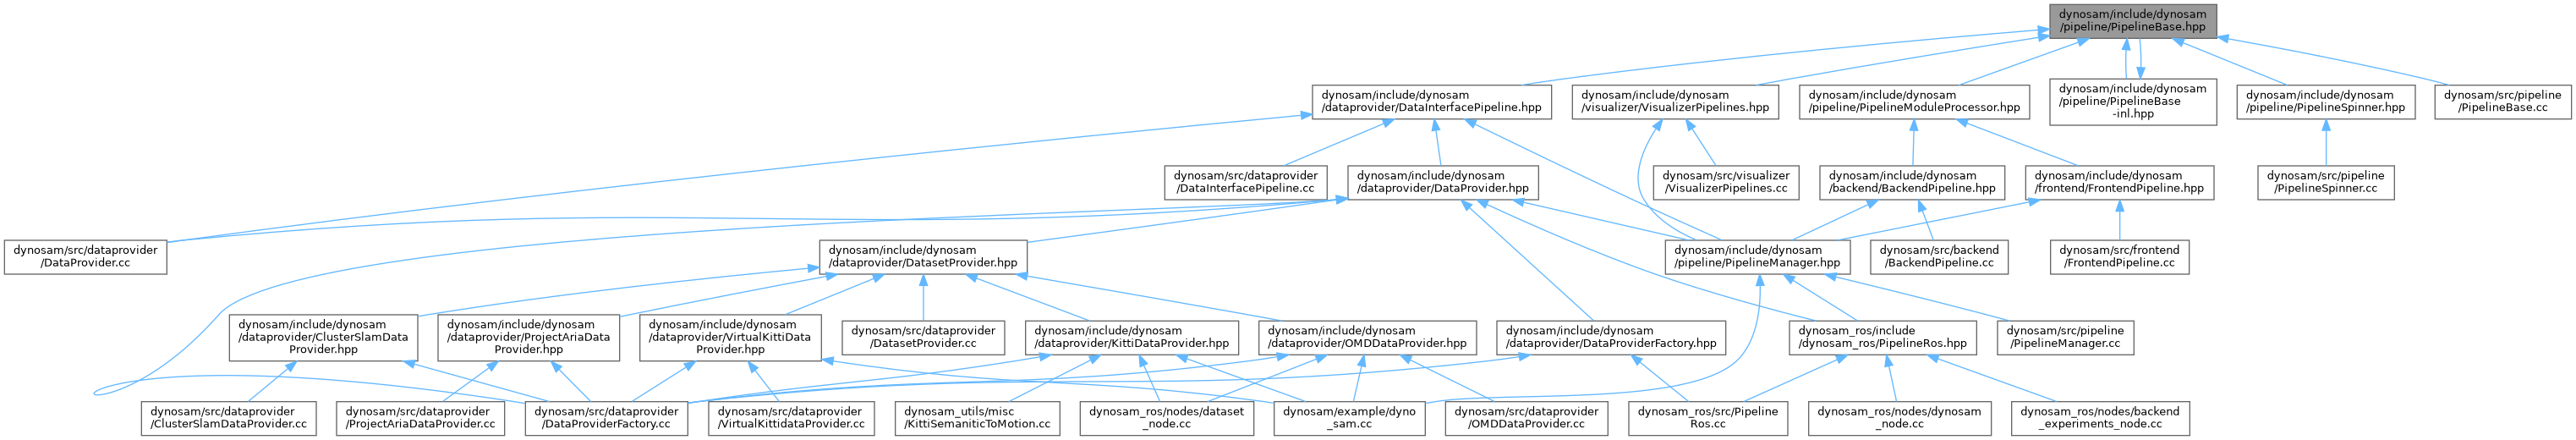 dynosam/include/dynosam
/pipeline/PipelineBase.hpp
dynosam/include/dynosam
/dataprovider/DataInterfacePipeline.hpp
dynosam/include/dynosam
/visualizer/VisualizerPipelines.hpp
dynosam/include/dynosam
/pipeline/PipelineModuleProcessor.hpp
dynosam/include/dynosam
/pipeline/PipelineBase
-inl.hpp
dynosam/include/dynosam
/pipeline/PipelineSpinner.hpp
dynosam/src/pipeline
/PipelineBase.cc
dynosam/src/dataprovider
/DataInterfacePipeline.cc
dynosam/include/dynosam
/dataprovider/DataProvider.hpp
dynosam/src/visualizer
/VisualizerPipelines.cc
dynosam/include/dynosam
/backend/BackendPipeline.hpp
dynosam/include/dynosam
/frontend/FrontendPipeline.hpp
dynosam/src/pipeline
/PipelineSpinner.cc
dynosam/src/dataprovider
/DataProvider.cc
dynosam/include/dynosam
/dataprovider/DatasetProvider.hpp
dynosam/include/dynosam
/pipeline/PipelineManager.hpp
dynosam/src/backend
/BackendPipeline.cc
dynosam/src/frontend
/FrontendPipeline.cc
dynosam/include/dynosam
/dataprovider/ClusterSlamData
Provider.hpp
dynosam/include/dynosam
/dataprovider/ProjectAriaData
Provider.hpp
dynosam/include/dynosam
/dataprovider/VirtualKittiData
Provider.hpp
dynosam/src/dataprovider
/DatasetProvider.cc
dynosam/include/dynosam
/dataprovider/KittiDataProvider.hpp
dynosam/include/dynosam
/dataprovider/OMDDataProvider.hpp
dynosam/include/dynosam
/dataprovider/DataProviderFactory.hpp
dynosam_ros/include
/dynosam_ros/PipelineRos.hpp
dynosam/src/pipeline
/PipelineManager.cc
dynosam/src/dataprovider
/ClusterSlamDataProvider.cc
dynosam/src/dataprovider
/ProjectAriaDataProvider.cc
dynosam/src/dataprovider
/DataProviderFactory.cc
dynosam/src/dataprovider
/VirtualKittidataProvider.cc
dynosam_utils/misc
/KittiSemaniticToMotion.cc
dynosam_ros/nodes/dataset
_node.cc
dynosam/example/dyno
_sam.cc
dynosam/src/dataprovider
/OMDDataProvider.cc
dynosam_ros/src/Pipeline
Ros.cc
dynosam_ros/nodes/dynosam
_node.cc
dynosam_ros/nodes/backend
_experiments_node.cc